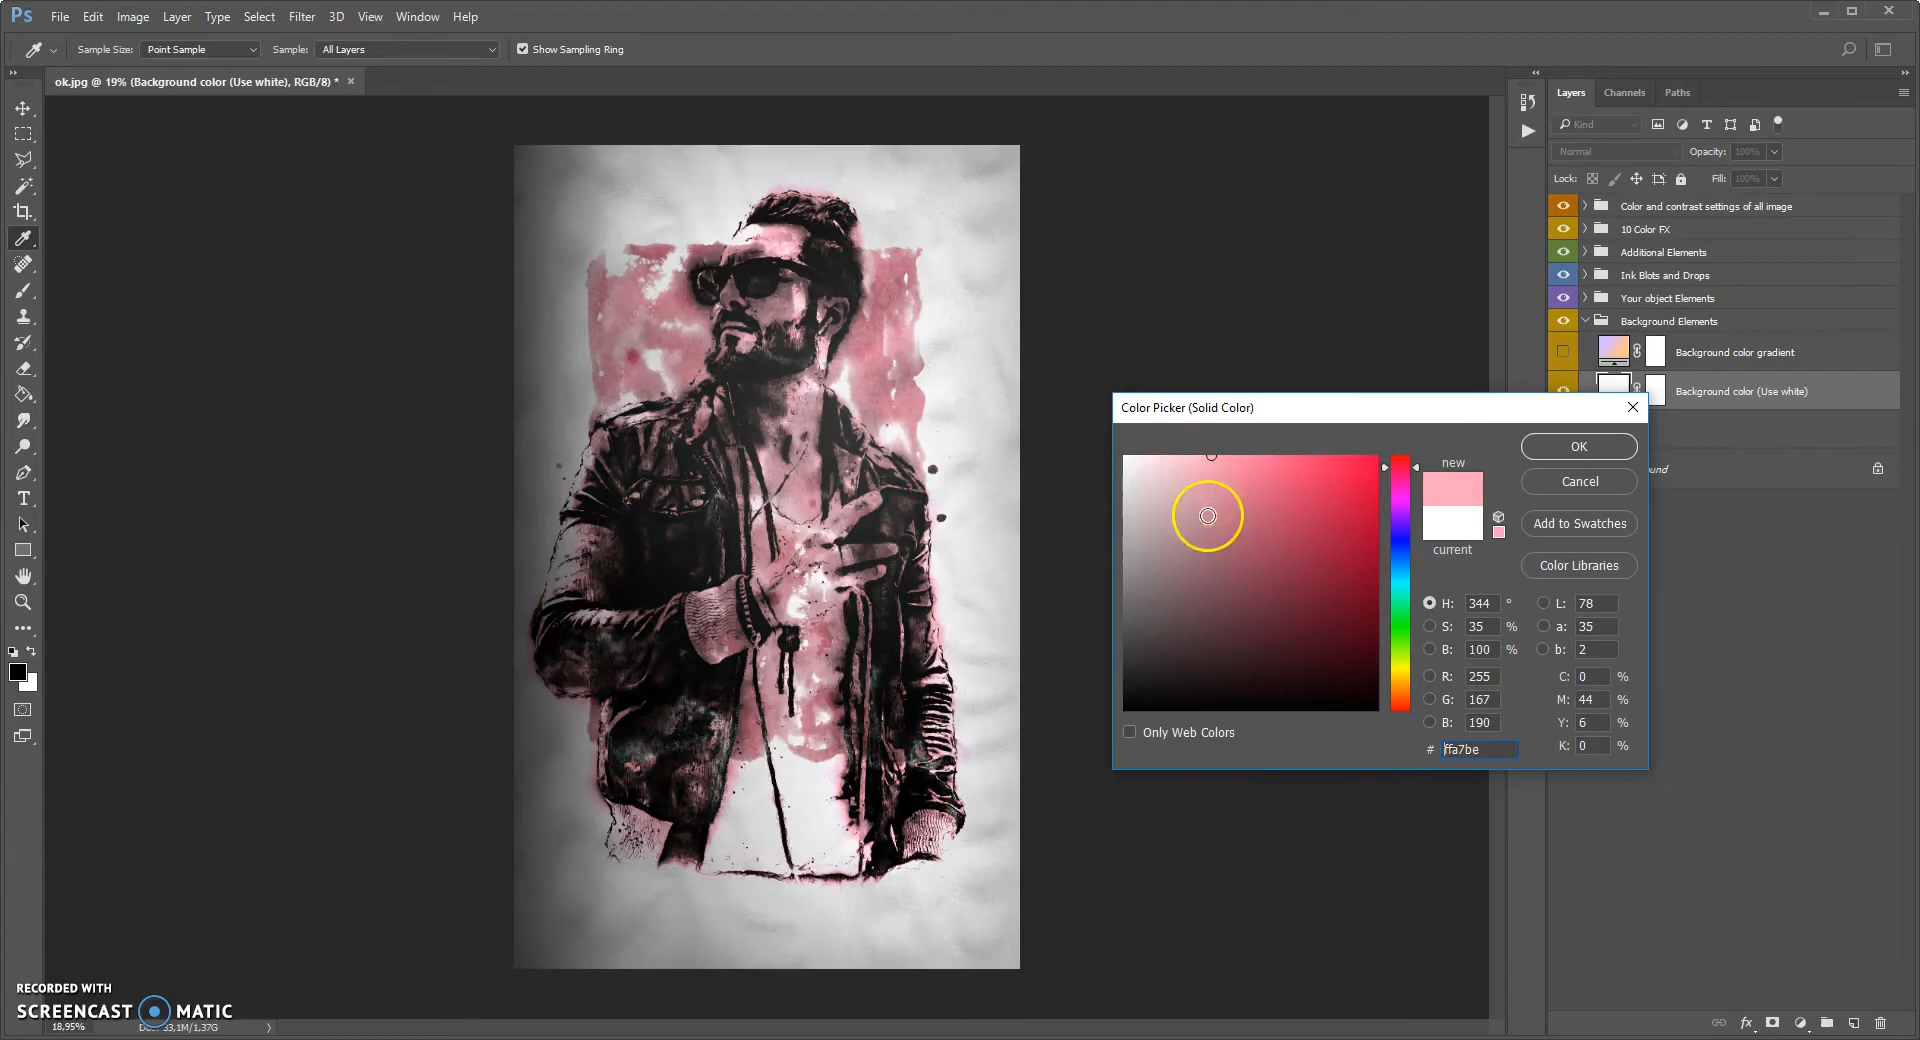 Ps File Edit Image Layer Type Select Filter 3D View Window Help
Sample Size: Point Sample Sample: All Layers Show Sampling Ring
ok.jpg @ 19% (Background color (Use white), RGB/8) * ×
Layers Channels Paths
Kind
Normal Opacity: 100%
Lock: Fill: 100%
Color and contrast settings of all image
10 Color FX
Additional Elements
Ink Blots and Drops
Your object Elements
Background Elements
Background color gradient
Background color (Use white)
Color Picker (Solid Color)
new
OK
current
Cancel
Add to Swatches
Color Libraries
H: 344 ° L: 78
S: 35 % a: 35
B: 100 % b: 2
R: 255 C: 0 %
G: 167 M: 44 %
B: 190 Y: 6 %
# ffa7be K: 0 %
Only Web Colors
RECORDED WITH
SCREENCAST MATIC
18,95% 33,1M/1,37G